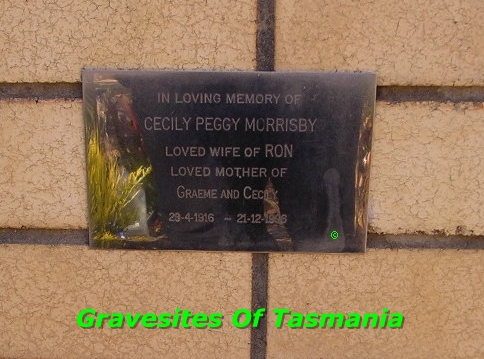 IN LOVING MEMORY OF
CECILY PEGGY MORRISBY
LOVED WIFE OF RON
LOVED MOTHER OF
GRAEME AND CECILY
29-4-1916 –
©
Gravesites Of Tasmania